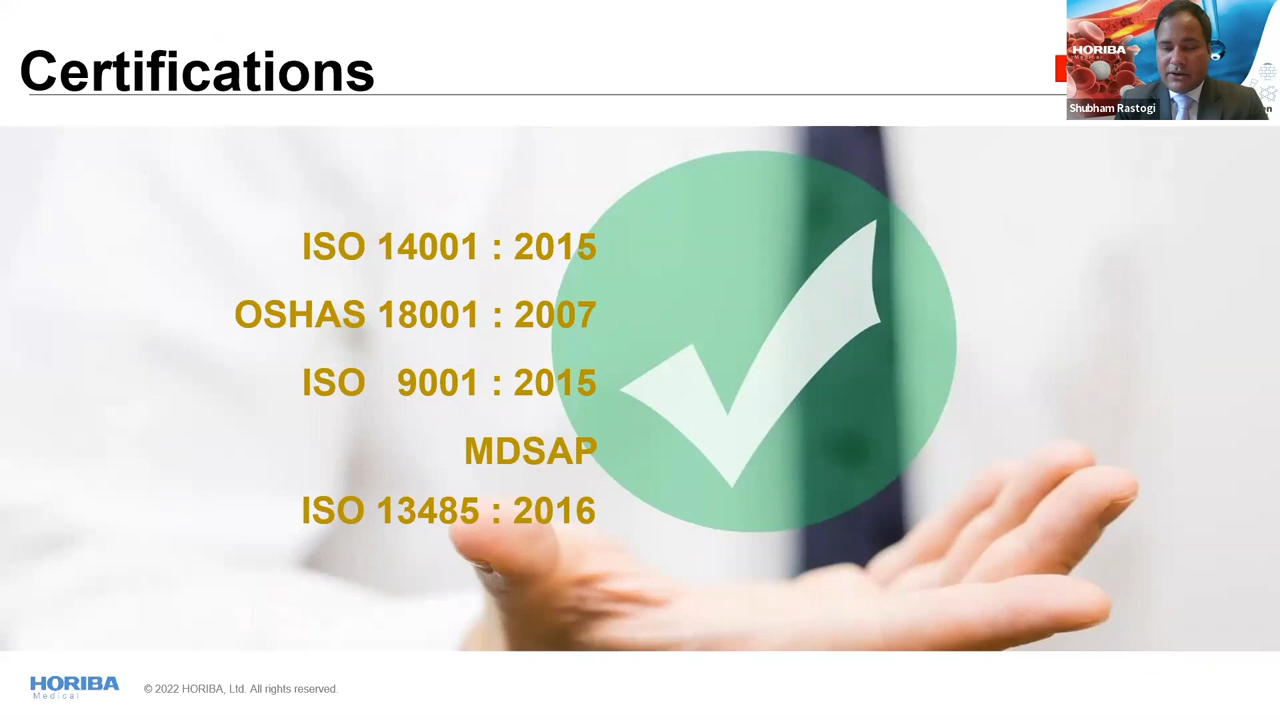 Certifications
HORIBA
Medical
Shubham Rastogi
ISO 14001 : 2015
OSHAS 18001 : 2007
ISO 9001 : 2015
MDSAP
ISO 13485 : 2016
HORIBA
Medical
© 2022 HORIBA, Ltd. All rights reserved.